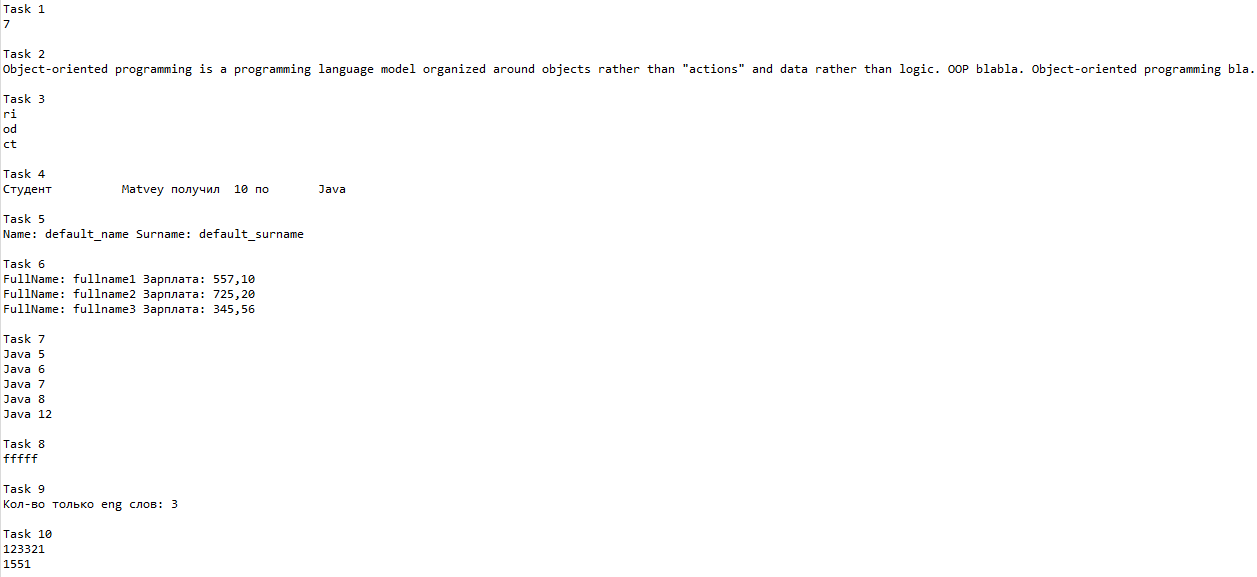 Task 1
7
Task 2
Object-oriented programming is a programming language model organized around objects rather than "actions" and data rather than logic. OOP blabla. Object-oriented programming bla.
Task 3
ri
od
ct
Task 4
Студент          Matvey получил  10 по       Java
Task 5
Name: default_name Surname: default_surname
Task 6
FullName: fullname1 Зарплата: 557,10
FullName: fullname2 Зарплата: 725,20
FullName: fullname3 Зарплата: 345,56
Task 7
Java 5
Java 6
Java 7
Java 8
Java 12
Task 8
fffff
Task 9
Кол-во только eng слов: 3
Task 10
123321
1551